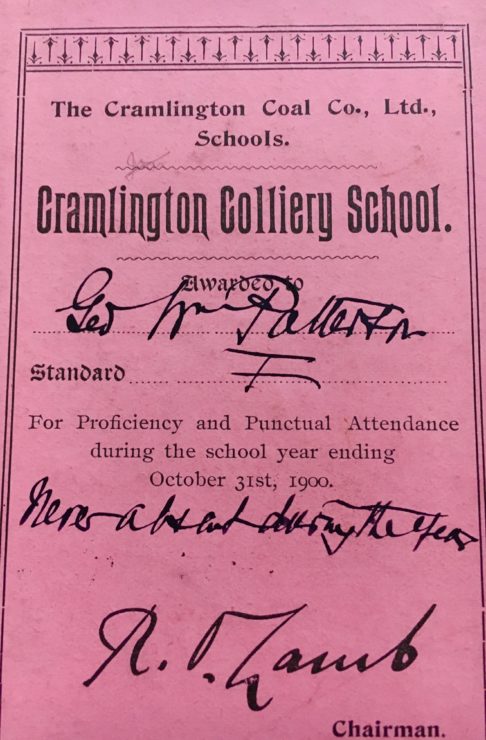 The Cramlington Coal Co., Ltd.,
Schools.
Cramlington Colliery School.
Awarded to
Geo Wm Patterson
Standard I
For Proficiency and Punctual Attendance
during the school year ending
October 31st, 1900.
Never absent during the year
R. O. Lamb
Chairman.